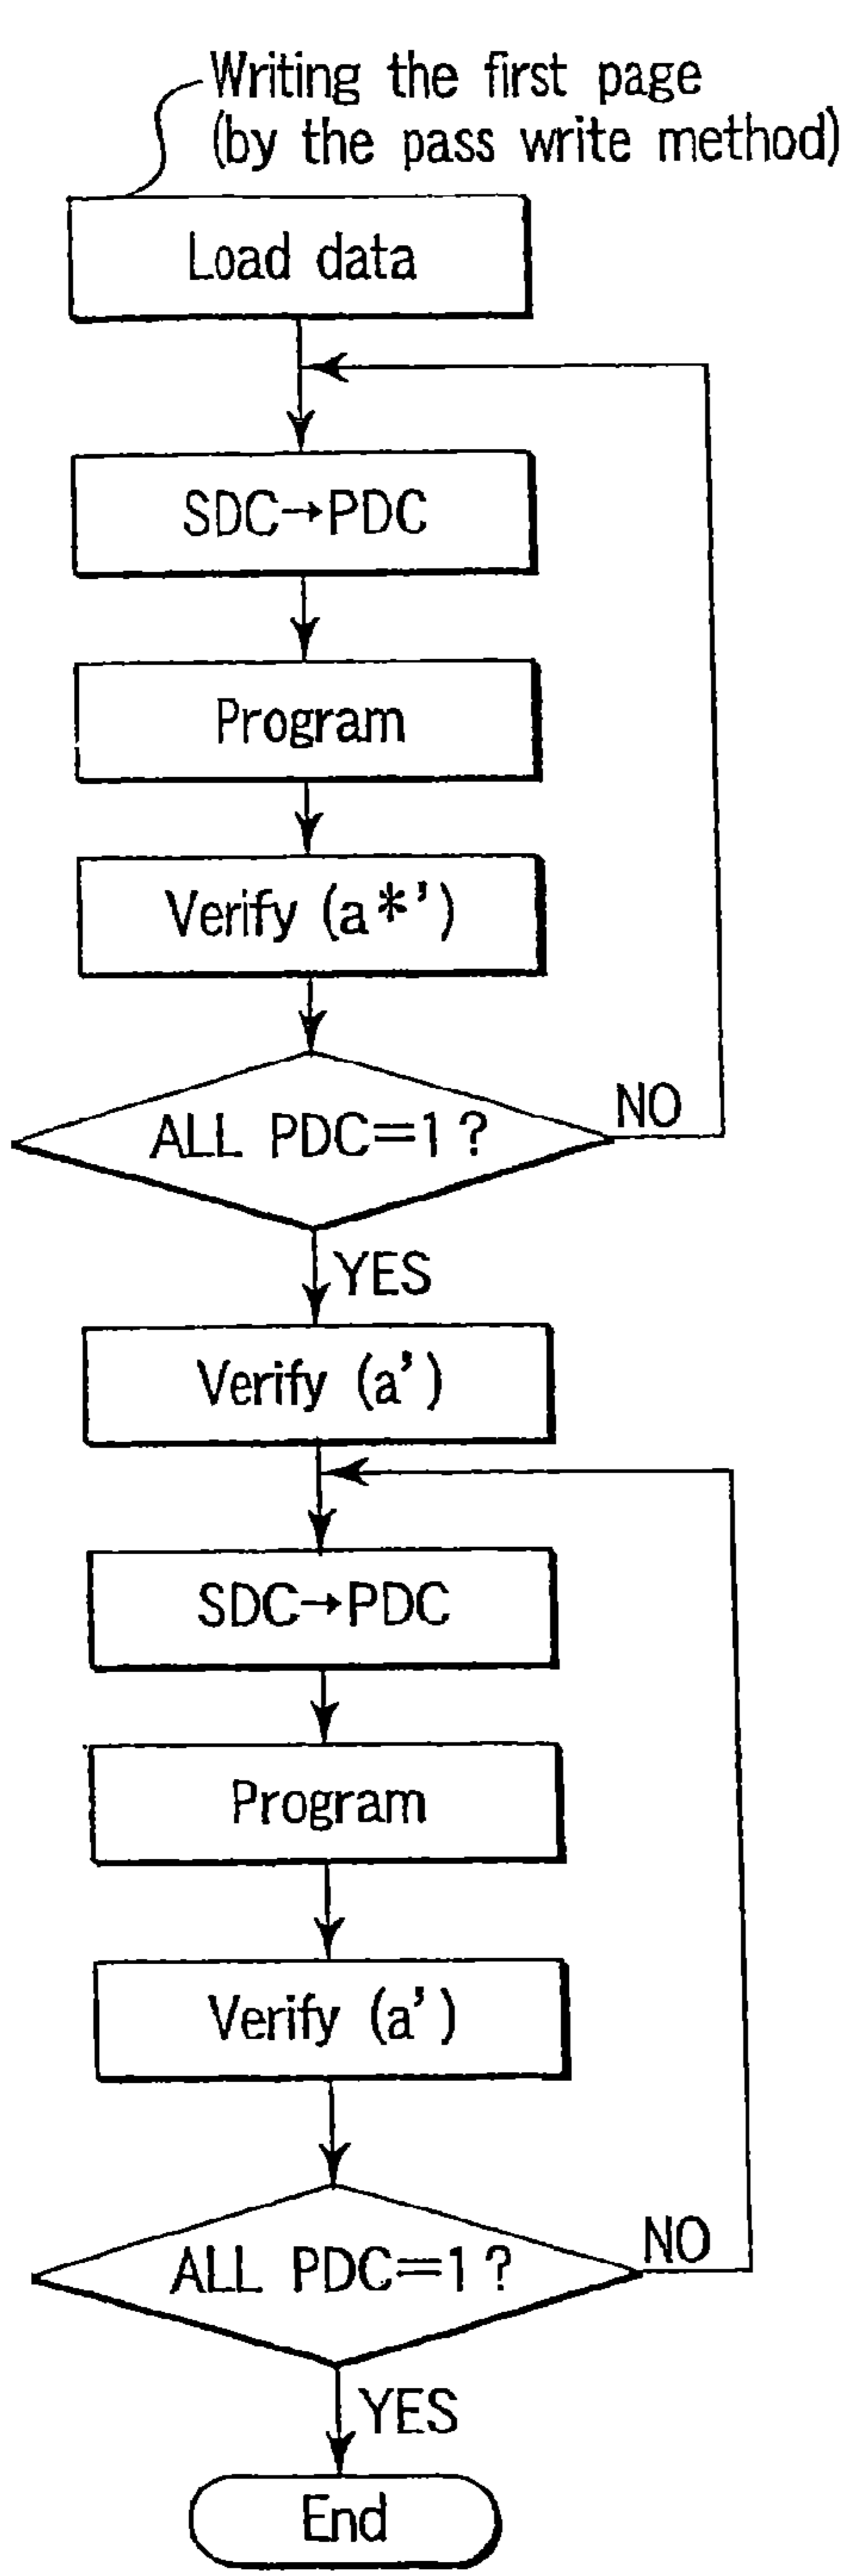 Writing the first page
(by the pass write method)
Load data
SDC→PDC
Program
Verify (a*')
ALL PDC=1?
NO
YES
Verify (a')
SDC→PDC
Program
Verify (a')
ALL PDC=1?
NO
YES
End